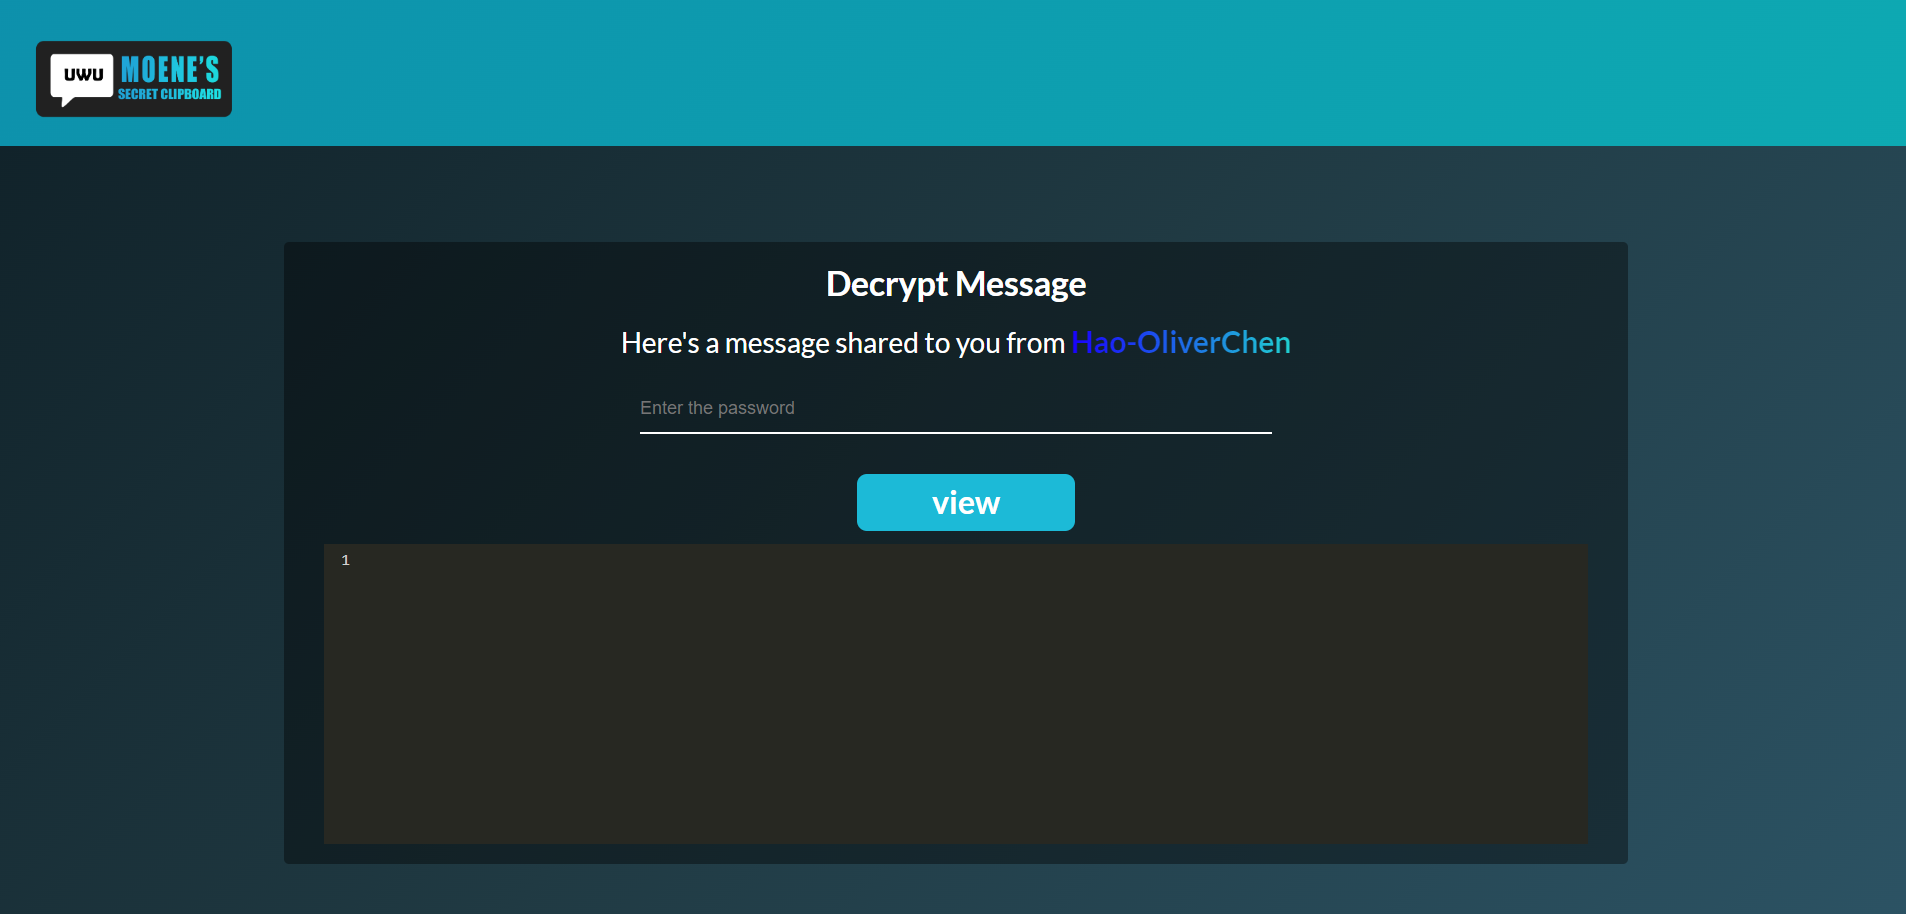 UWU
MOENE'S
SECRET CLIPBOARD
Decrypt Message
Here's a message shared to you from Hao-OliverChen
Enter the password
view
1